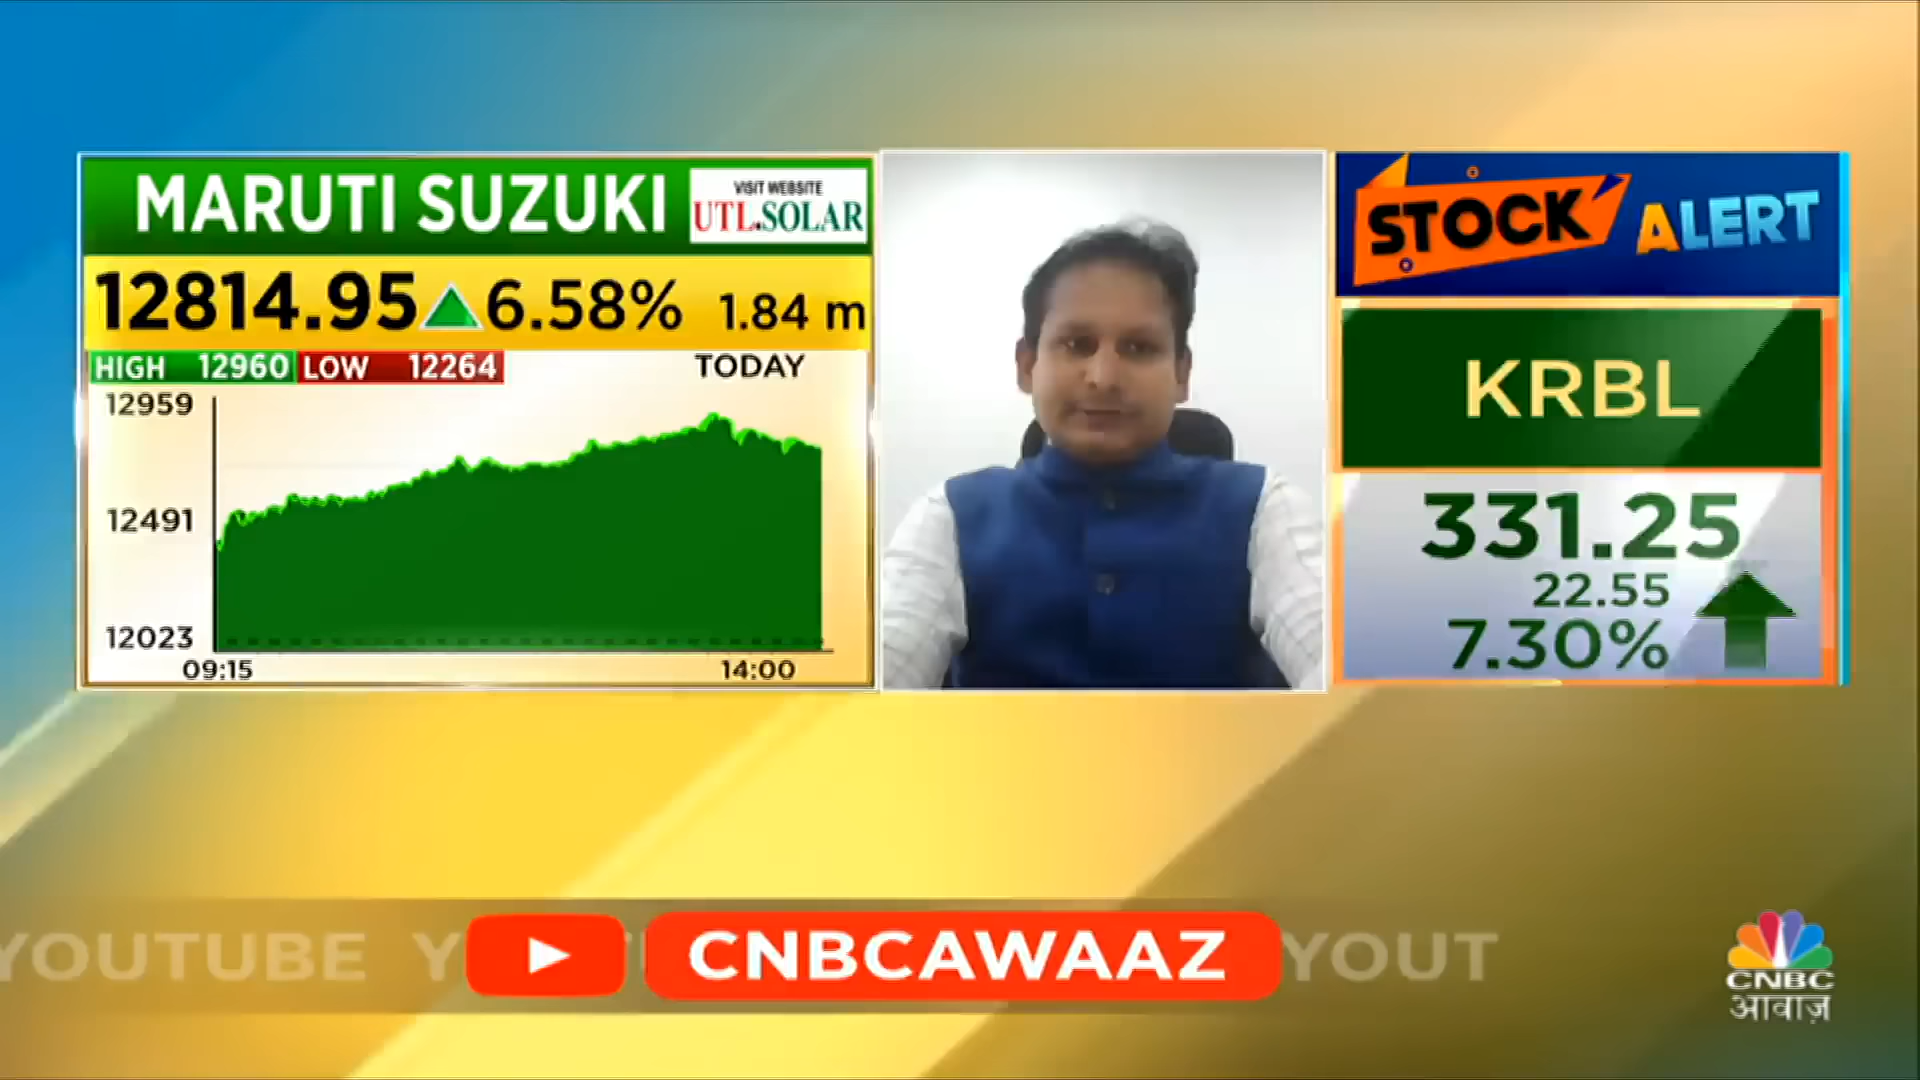 MARUTI SUZUKI
VISIT WEBSITE
UTL.SOLAR
12814.95 6.58% 1.84 m
HIGH 12960 LOW 12264 TODAY
12959
12491
12023
09:15 14:00
STOCK ALERT
KRBL
331.25
22.55
7.30%
YOUTUBE Y CNBCAWAAZ YOUT
CNBC
आवाज़